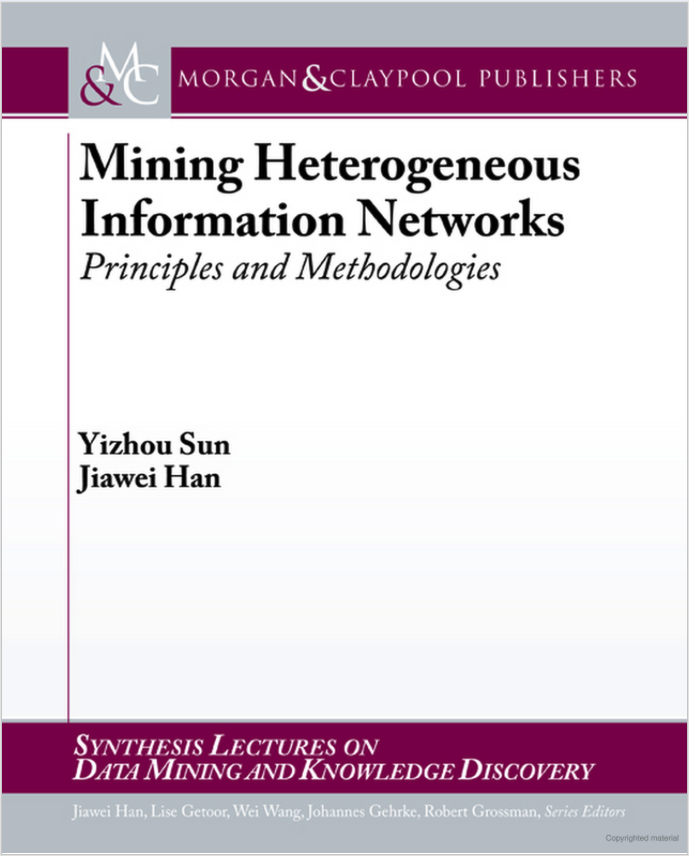 M&C MORGAN&CLAYPOOL PUBLISHERS
Mining Heterogeneous
Information Networks
Principles and Methodologies
Yizhou Sun
Jiawei Han
SYNTHESIS LECTURES ON
DATA MINING AND KNOWLEDGE DISCOVERY
Jiawei Han, Lise Getoor, Wei Wang, Johannes Gehrke, Robert Grossman, Series Editors
Copyrighted material